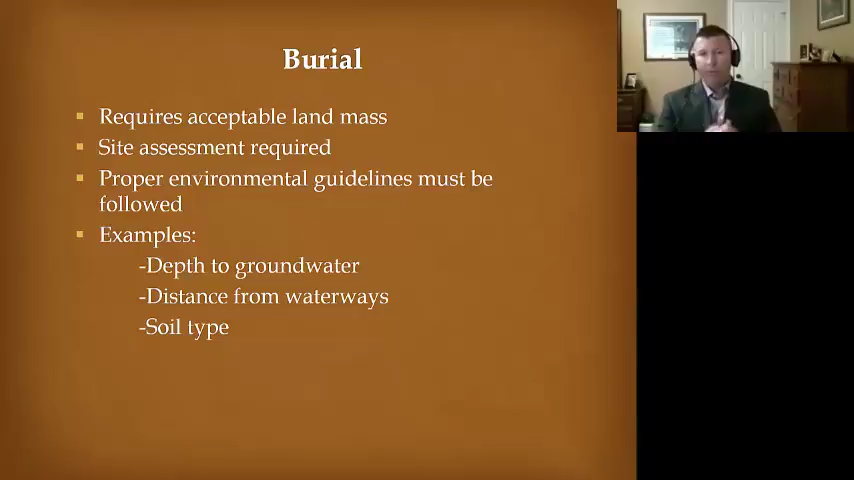 Burial
Requires acceptable land mass
Site assessment required
Proper environmental guidelines must be
followed
Examples:
-Depth to groundwater
-Distance from waterways
-Soil type